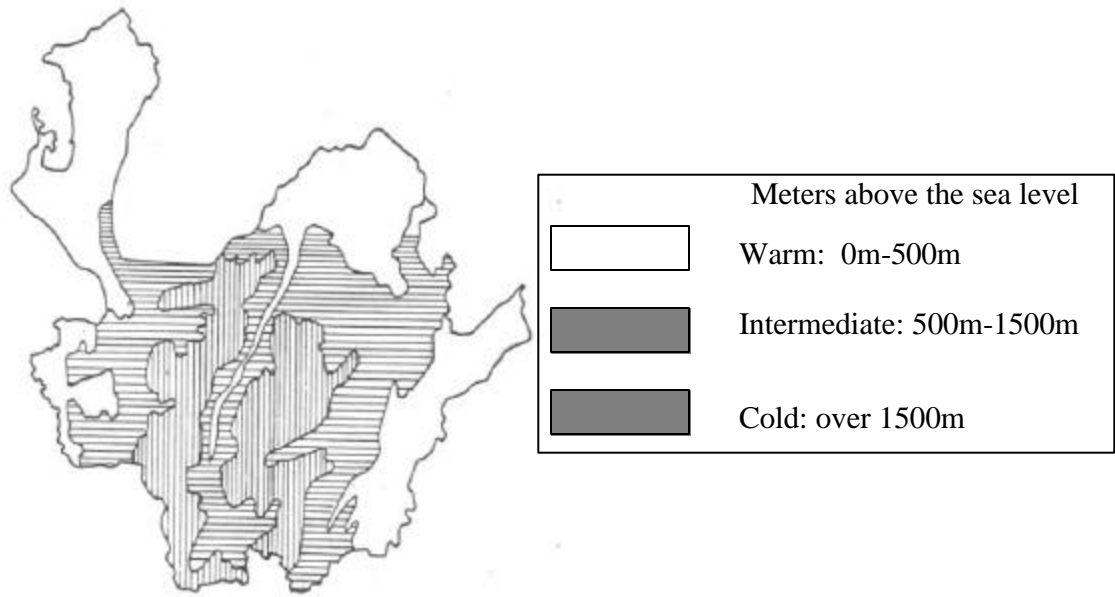 Meters above the sea level
Warm: 0m-500m
Intermediate: 500m-1500m
Cold: over 1500m